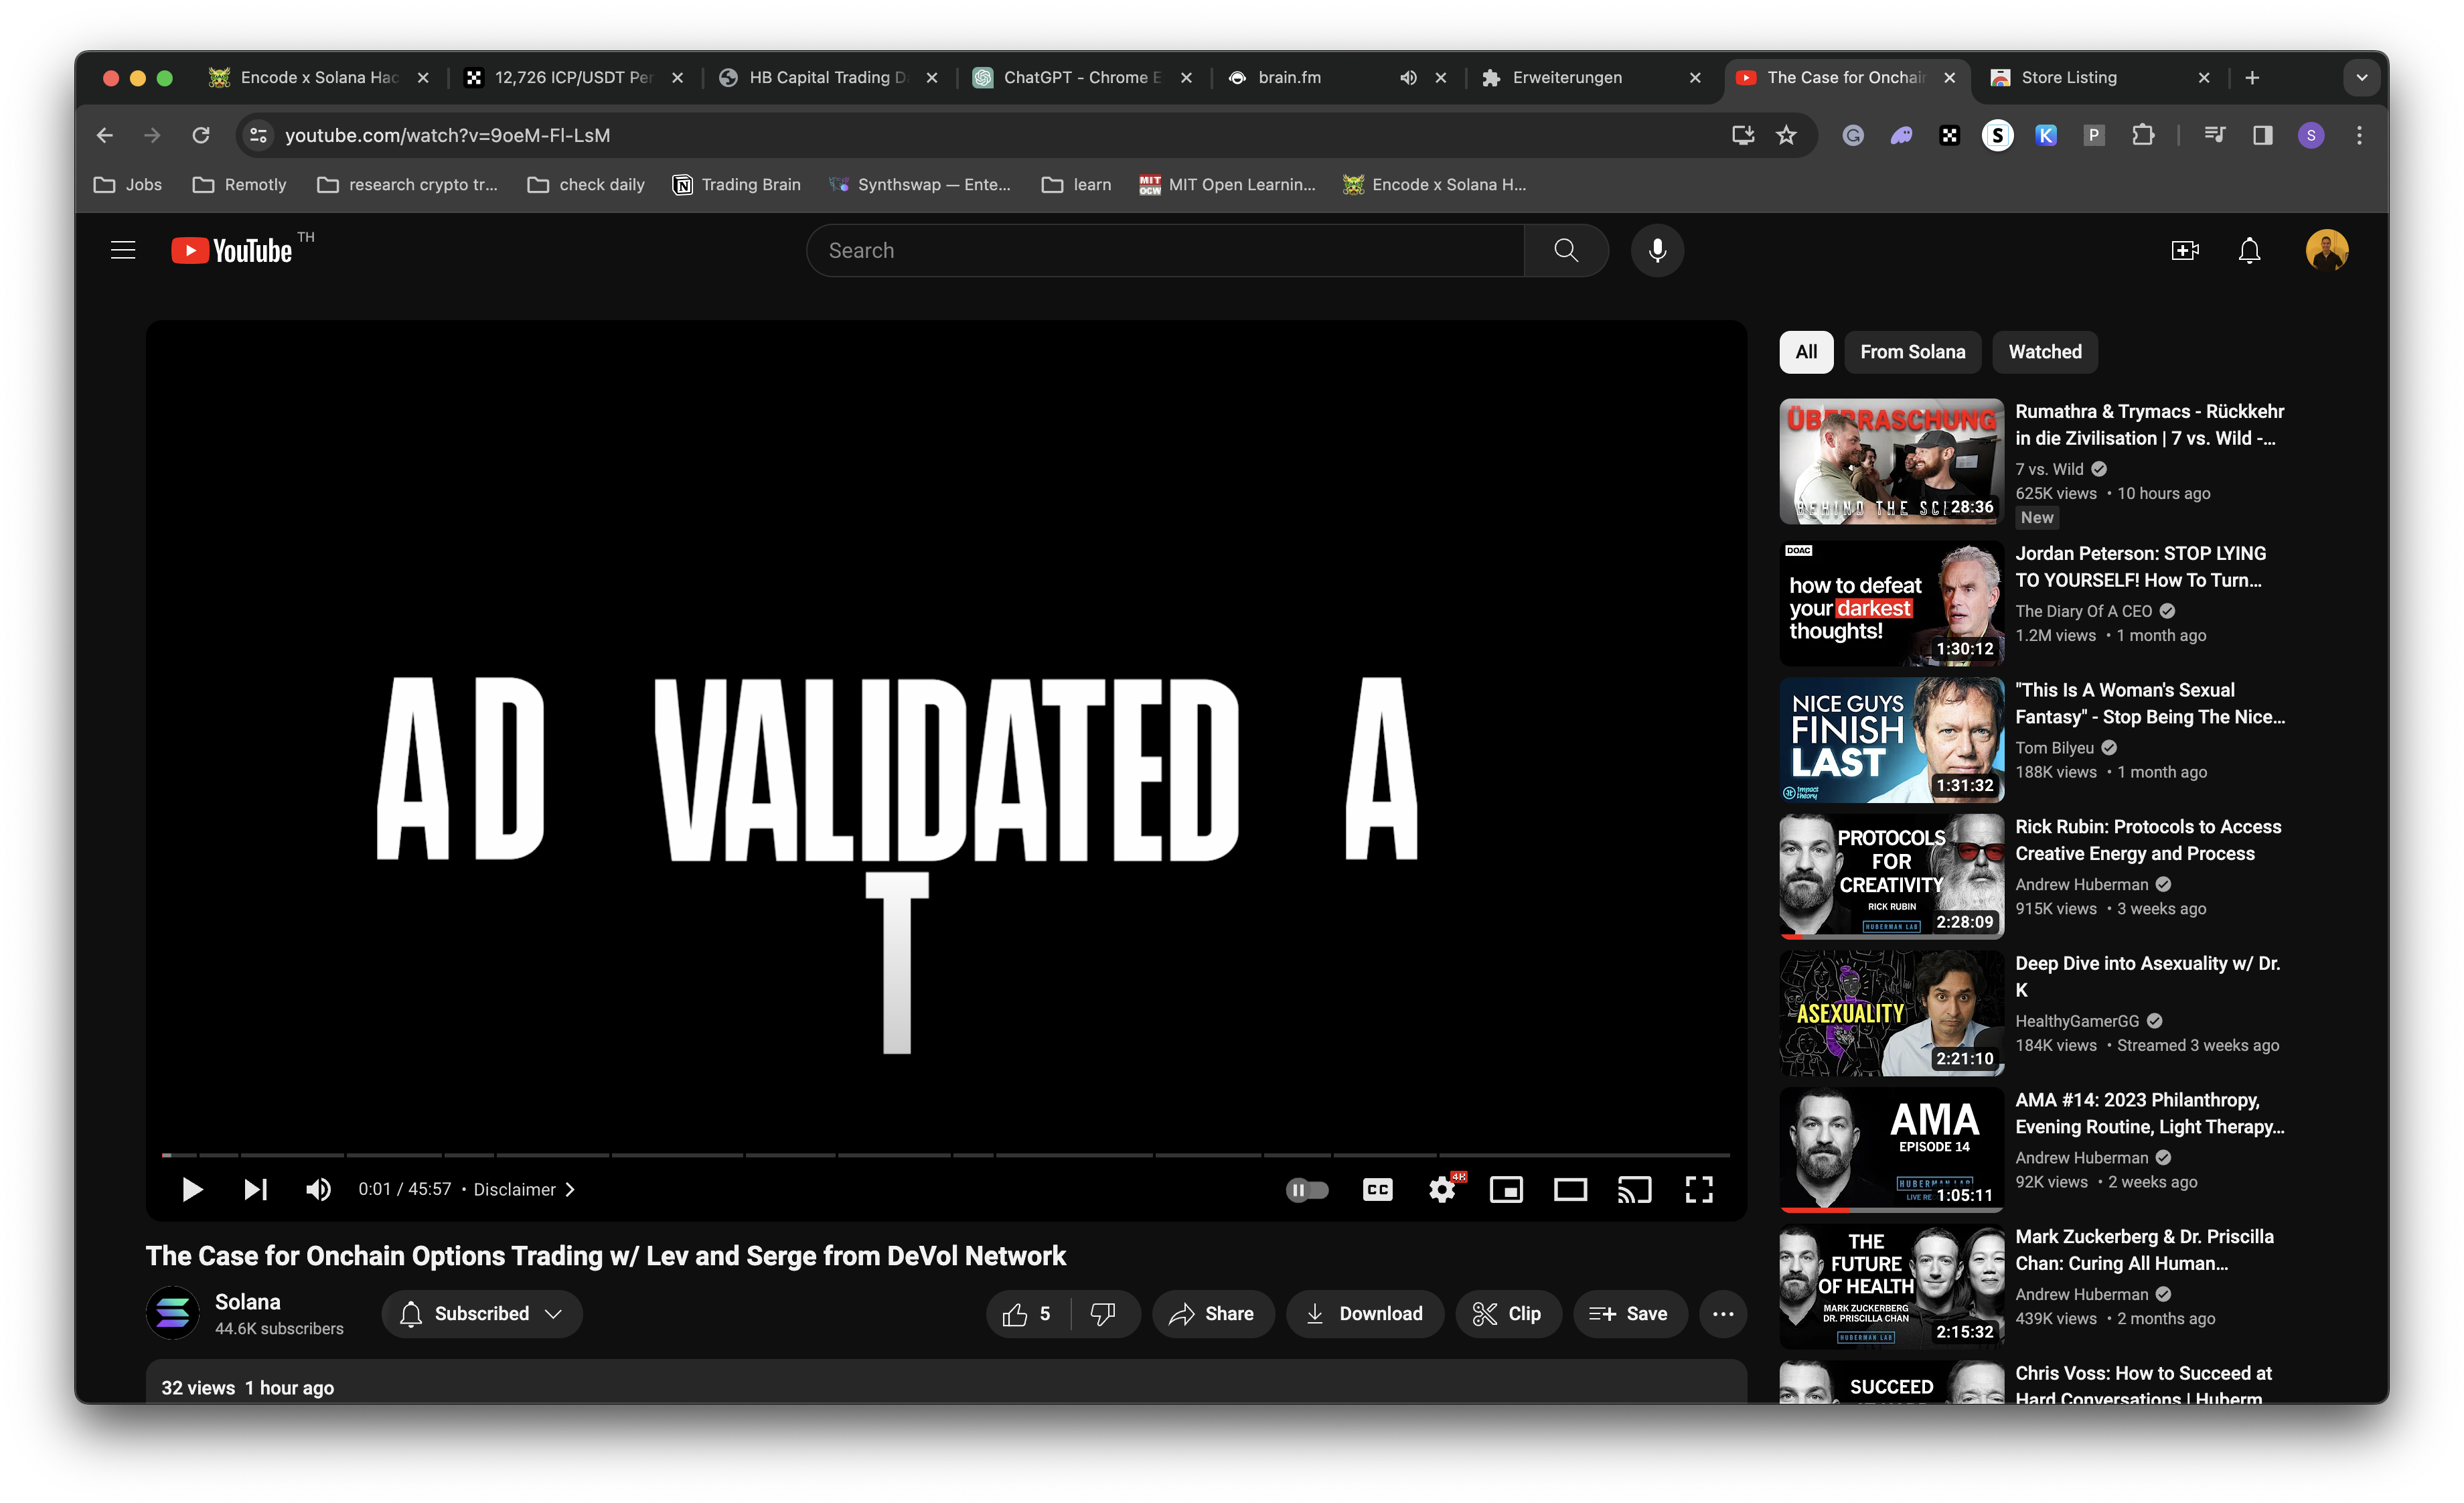 Encode x Solana Hac
12,726 ICP/USDT Per
HB Capital Trading D
ChatGPT - Chrome E
brain.fm
Erweiterungen
The Case for Onchain
Store Listing
youtube.com/watch?v=9oeM-Fl-LsM
Jobs
Remotly
research crypto tr...
check daily
Trading Brain
Synthswap — Ente...
learn
MIT Open Learnin...
Encode x Solana H...
YouTube TH
Search
All
From Solana
Watched
AD VALIDATED A
T
0:01 / 45:57 • Disclaimer
The Case for Onchain Options Trading w/ Lev and Serge from DeVol Network
Solana
44.6K subscribers
Subscribed
5
Share
Download
Clip
Save
32 views 1 hour ago
ÜBERRASCHUNG
BEHIND THE SC
28:36
Rumathra & Trymacs - Rückkehr
in die Zivilisation | 7 vs. Wild -...
7 vs. Wild
625K views • 10 hours ago
New
DOAC
how to defeat
your darkest
thoughts!
1:30:12
Jordan Peterson: STOP LYING
TO YOURSELF! How To Turn...
The Diary Of A CEO
1.2M views • 1 month ago
NICE GUYS
FINISH
LAST
impact
theory
1:31:32
"This Is A Woman's Sexual
Fantasy" - Stop Being The Nice...
Tom Bilyeu
188K views • 1 month ago
PROTOCOLS
FOR
CREATIVITY
RICK RUBIN
HUBERMAN LAB
2:28:09
Rick Rubin: Protocols to Access
Creative Energy and Process
Andrew Huberman
915K views • 3 weeks ago
ASEXUALITY
2:21:10
Deep Dive into Asexuality w/ Dr.
K
HealthyGamerGG
184K views • Streamed 3 weeks ago
AMA
EPISODE 14
HUBERMAN LAB
LIVE RE
1:05:11
AMA #14: 2023 Philanthropy,
Evening Routine, Light Therapy...
Andrew Huberman
92K views • 2 weeks ago
THE
FUTURE
OF HEALTH
MARK ZUCKERBERG
DR. PRISCILLA CHAN
HUBERMAN LAB
2:15:32
Mark Zuckerberg & Dr. Priscilla
Chan: Curing All Human...
Andrew Huberman
439K views • 2 months ago
SUCCEED
Chris Voss: How to Succeed at
Hard Conversations | Huberm